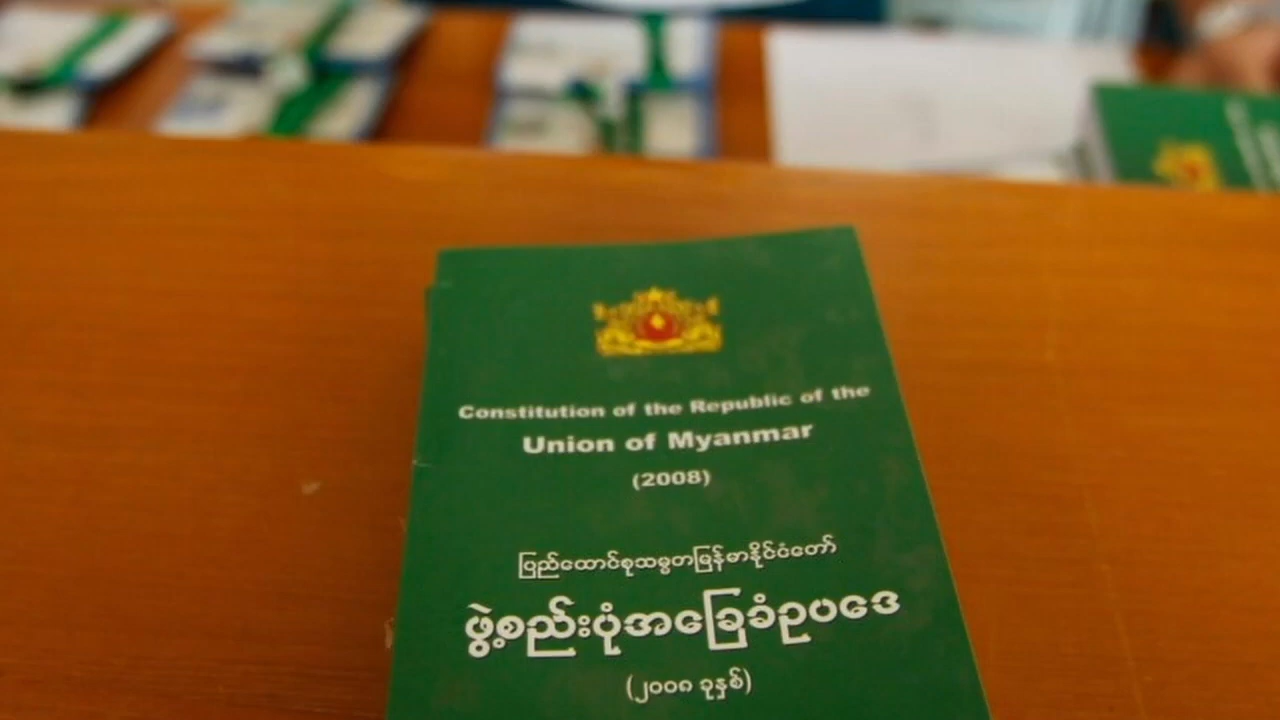 Constitution of the Republic of the
Union of Myanmar
(2008)
ပြည်ထောင်စုသမ္မတမြန်မာနိုင်ငံတော်
ဖွဲ့စည်းပုံအခြေခံဥပဒေ
(၂၀၀၈ ခုနှစ်)